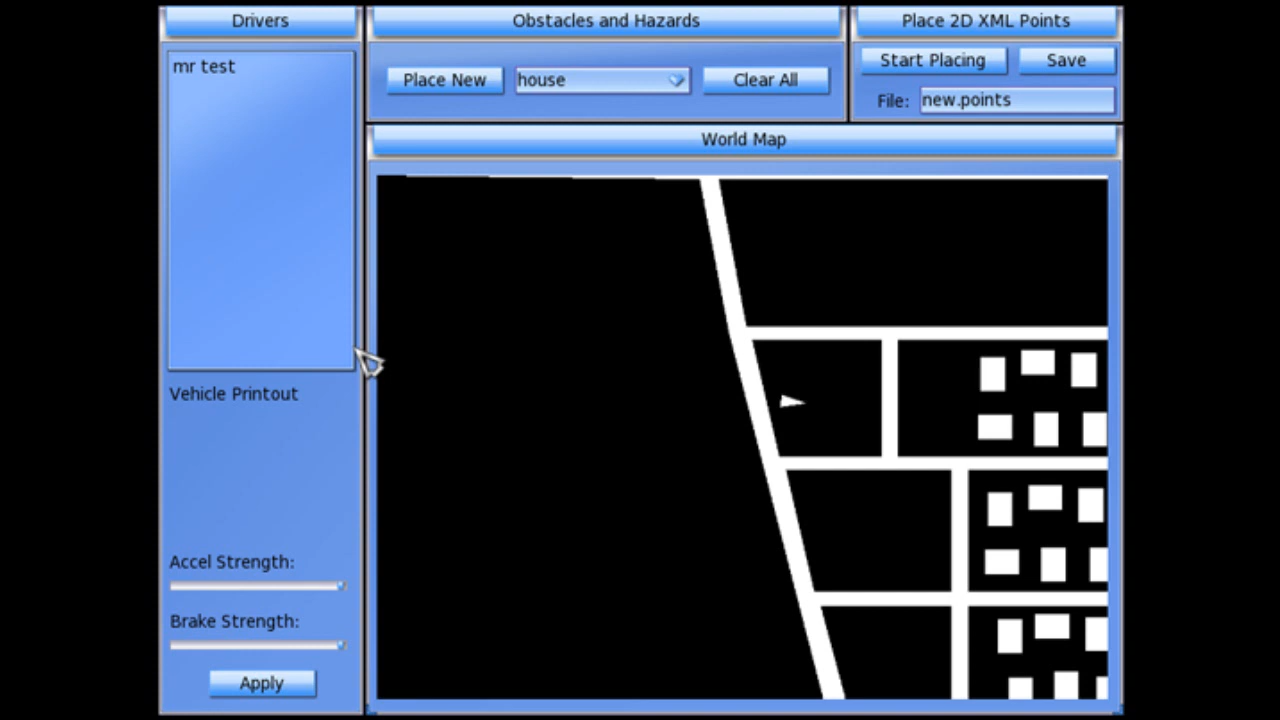 Drivers
mr test
Vehicle Printout
Accel Strength:
Brake Strength:
Apply
Obstacles and Hazards
Place New
house
Clear All
Place 2D XML Points
Start Placing
Save
File:
new.points
World Map